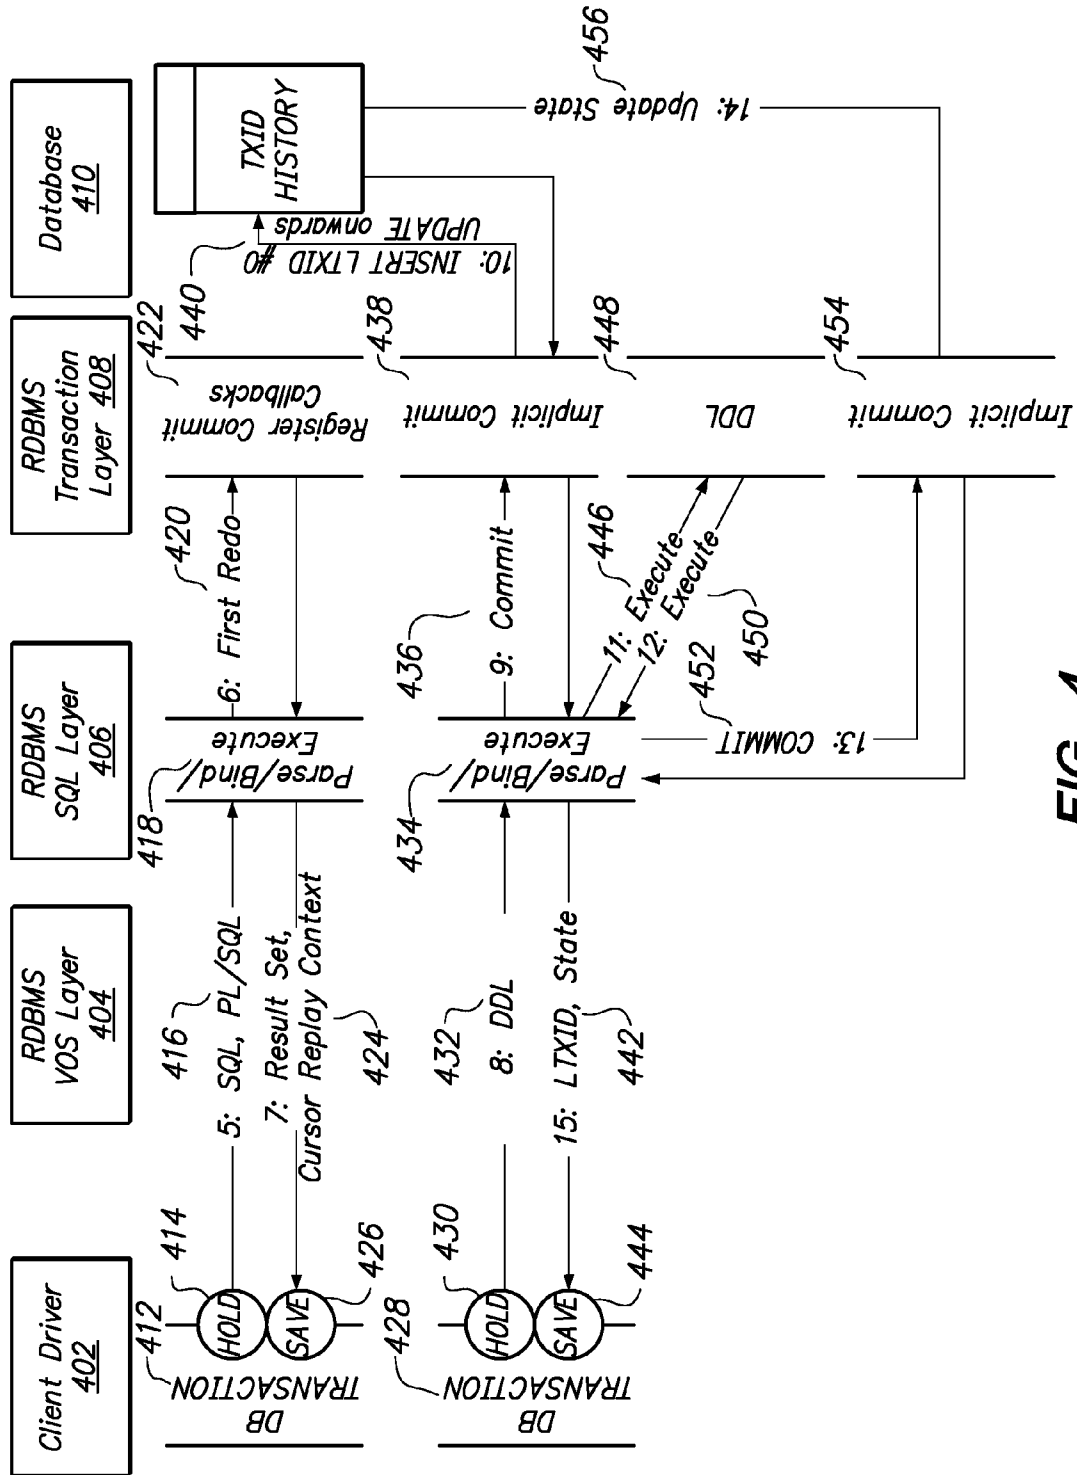 Client Driver
402
RDBMS
VOS Layer
404
RDBMS
SQL Layer
406
RDBMS
Transaction
Layer 408
Database
410
412
DB
TRANSACTION
HOLD
414
SAVE
426
416
5: SQL, PL/SQL
7: Result Set,
Cursor Replay Context
424
418
Parse/Bind/
Execute
420
6: First Redo
422
Register Commit
Callbacks
440
10: INSERT LTXID #0
UPDATE onwards
TXID
HISTORY
428
DB
TRANSACTION
HOLD
430
SAVE
444
432
8: DDL
15: LTXID, State
442
434
Parse/Bind/
Execute
436
9: Commit
438
Implicit Commit
446
11: Execute
12: Execute
450
448
DDL
452
13: COMMIT
454
Implicit Commit
14: Update State
456
FIG. 4